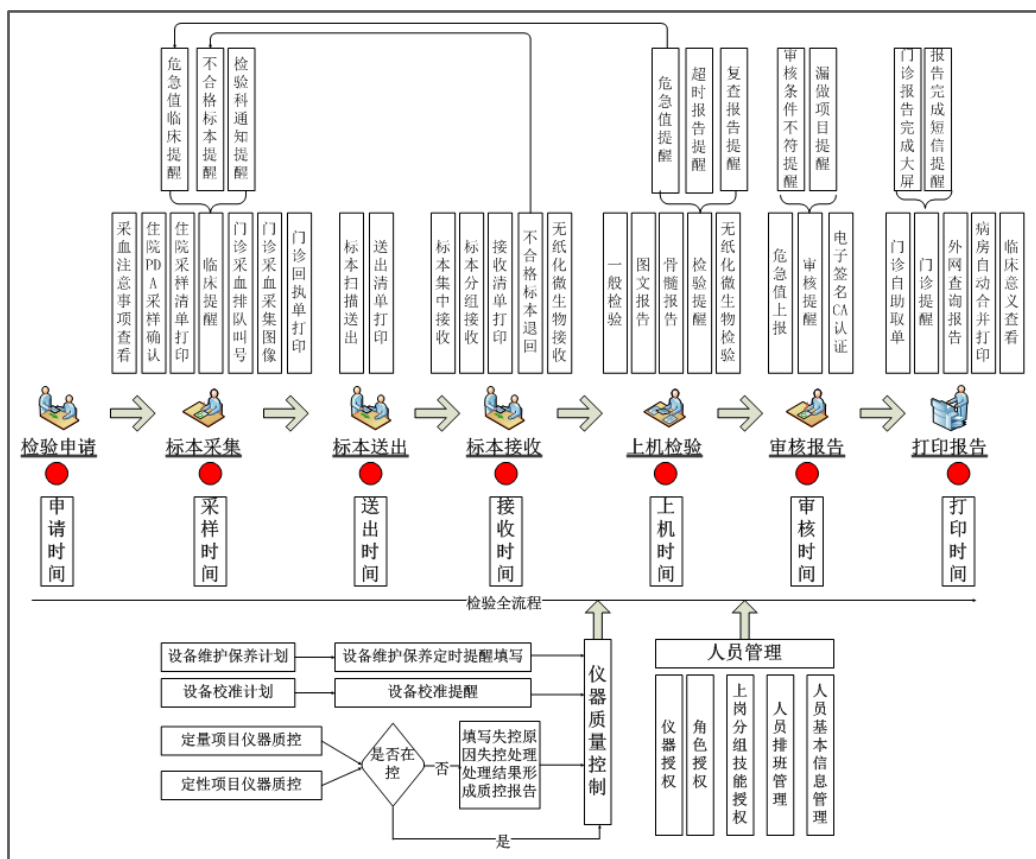 危急值临床提醒
不合格标本提醒
检验科通知提醒
危急值提醒
超时报告提醒
复查报告提醒
审核条件不符提醒
漏做项目提醒
门诊报告完成大屏
报告完成短信提醒
采血注意事项查看
住院PDA采样确认
住院采样清单打印
临床提醒
门诊采血排队叫号
门诊采血采集图像
门诊回执单打印
标本扫描送出
送出清单打印
标本集中接收
标本分组接收
接收清单打印
不合格标本退回
无纸化微生物接收
一般检验
图文报告
骨髓报告
检验提醒
无纸化微生物检验
危急值上报
审核提醒
电子签名CA认证
门诊自助取单
门诊提醒
外网查询报告
病房自动合并打印
临床意义查看
检验申请
标本采集
标本送出
标本接收
上机检验
审核报告
打印报告
申请时间
采样时间
送出时间
接收时间
上机时间
审核时间
打印时间
检验全流程
设备维护保养计划
设备维护保养定时提醒填写
设备校准计划
设备校准提醒
定量项目仪器质控
定性项目仪器质控
是否在
控
否
填写失控原
因失控处理
处理结果形
成质控报告
是
仪器质量控制
人员管理
仪器授权
角色授权
上岗分组技能授权
人员排班管理
人员基本信息管理